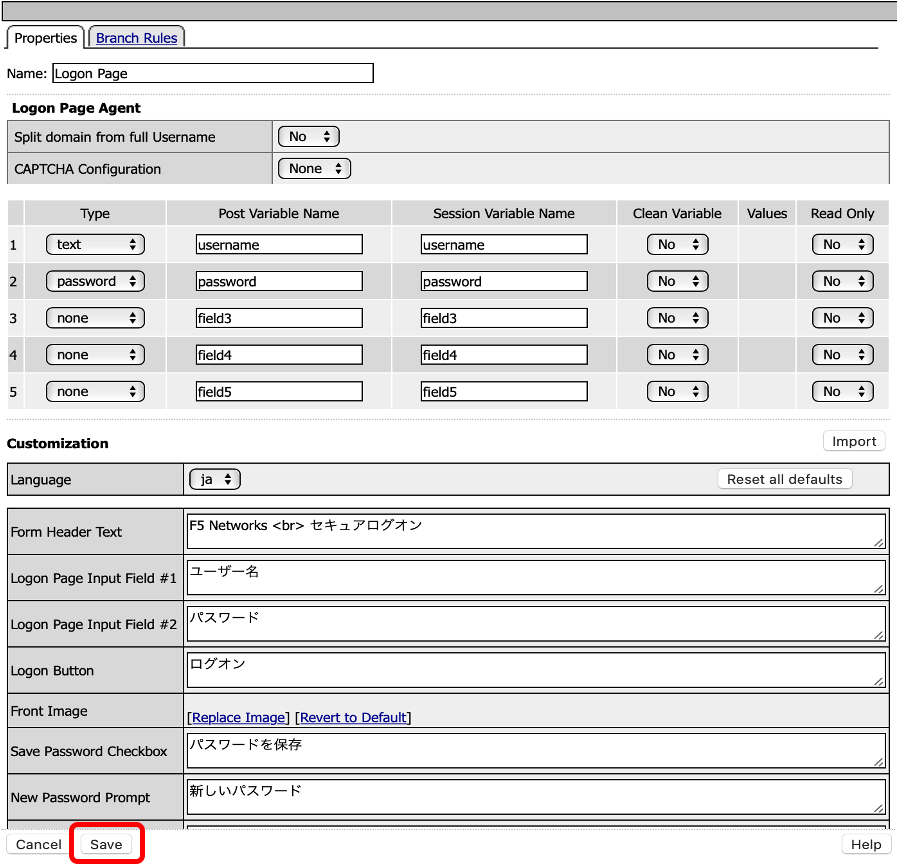 Properties Branch Rules
Name: Logon Page
Logon Page Agent
Split domain from full Username No
CAPTCHA Configuration None
Type Post Variable Name Session Variable Name Clean Variable Values Read Only
1 text username username No No
2 password password password No No
3 none field3 field3 No No
4 none field4 field4 No No
5 none field5 field5 No No
Customization Import
Language ja Reset all defaults
Form Header Text F5 Networks <br> セキュアログオン
Logon Page Input Field #1 ユーザー名
Logon Page Input Field #2 パスワード
Logon Button ログオン
Front Image [Replace Image] [Revert to Default]
Save Password Checkbox パスワードを保存
New Password Prompt 新しいパスワード
Cancel Save Help